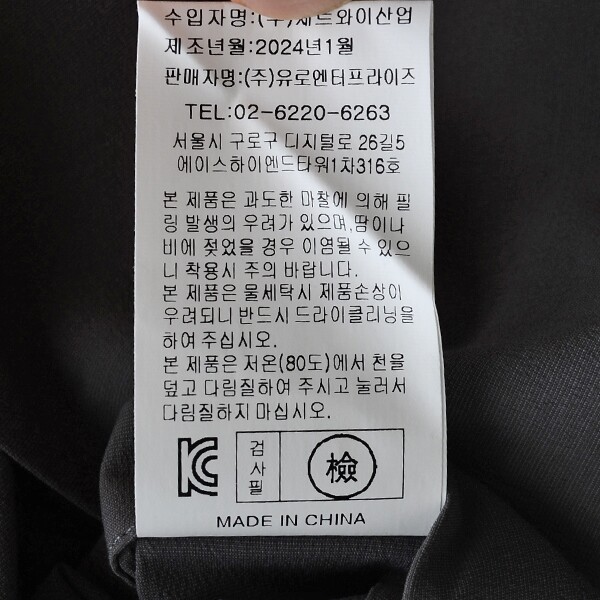 수입자명:(주)제트와이산업
제조년월:2024년1월
판매자명:(주)유로엔터프라이즈
TEL:02-6220-6263
서울시 구로구 디지털로 26길5
에이스하이엔드타워1차316호
본 제품은 과도한 마찰에 의해 필
링 발생의 우려가 있으며,땀이나
비에 젖었을 경우 이염될 수 있으
니 착용시 주의 바랍니다.
본 제품은 물세탁시 제품손상이
우려되니 반드시 드라이클리닝을
하여 주십시오.
본 제품은 저온(80도)에서 천을
덮고 다림질하여 주시고 눌러서
다림질하지 마십시오.
KC 검사필 檢
MADE IN CHINA